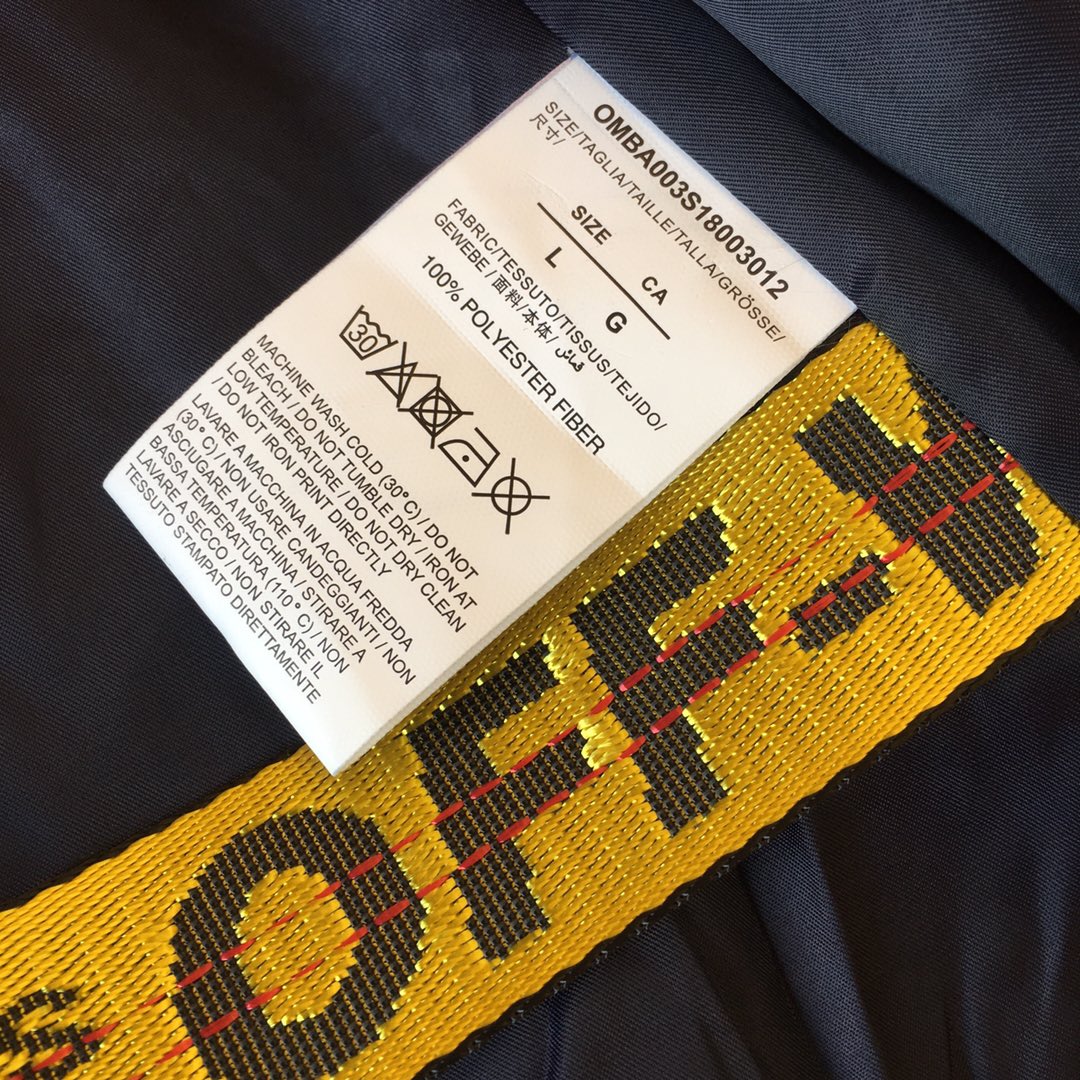 OMBA003S18003012
SIZE/TAGLIA/TAILLE/TALLA/GRÖSSE/
尺寸/
SIZE CA
L G
FABRIC/TESSUTO/TISSUS/TEJIDO/
GEWEBE / 面料/本体/ قماش
100% POLYESTER FIBER
30
MACHINE WASH COLD (30° C) / DO NOT
BLEACH / DO NOT TUMBLE DRY / IRON AT
LOW TEMPERATURE / DO NOT DRY CLEAN
/ DO NOT IRON PRINT DIRECTLY
LAVARE A MACCHINA IN ACQUA FREDDA
(30° C) / NON USARE CANDEGGIANTI / NON
ASCIUGARE A MACCHINA / STIRARE A
BASSA TEMPERATURA (110° C) / NON
LAVARE A SECCO / NON STIRARE IL
TESSUTO STAMPATO DIRETTAMENTE
OFF-